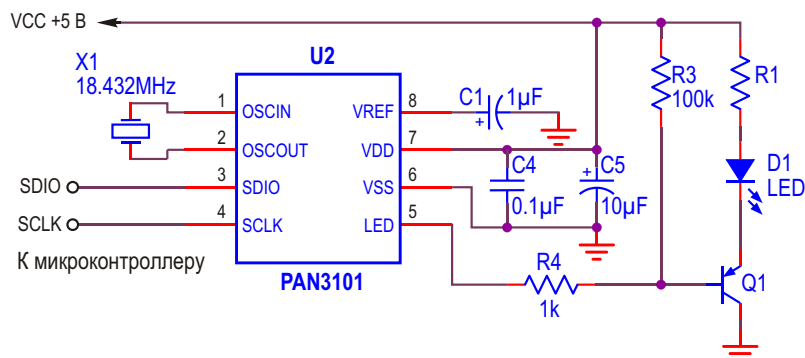 VCC +5 В
X1
18.432MHz
U2
1 OSCIN VREF 8
2 OSCOUT VDD 7
3 SDIO VSS 6
4 SCLK LED 5
PAN3101
SDIO
SCLK
К микроконтроллеру
C1 1µF
+
C4
0.1µF
+ C5
10µF
R3
100k
R1
D1
LED
R4
1k
Q1